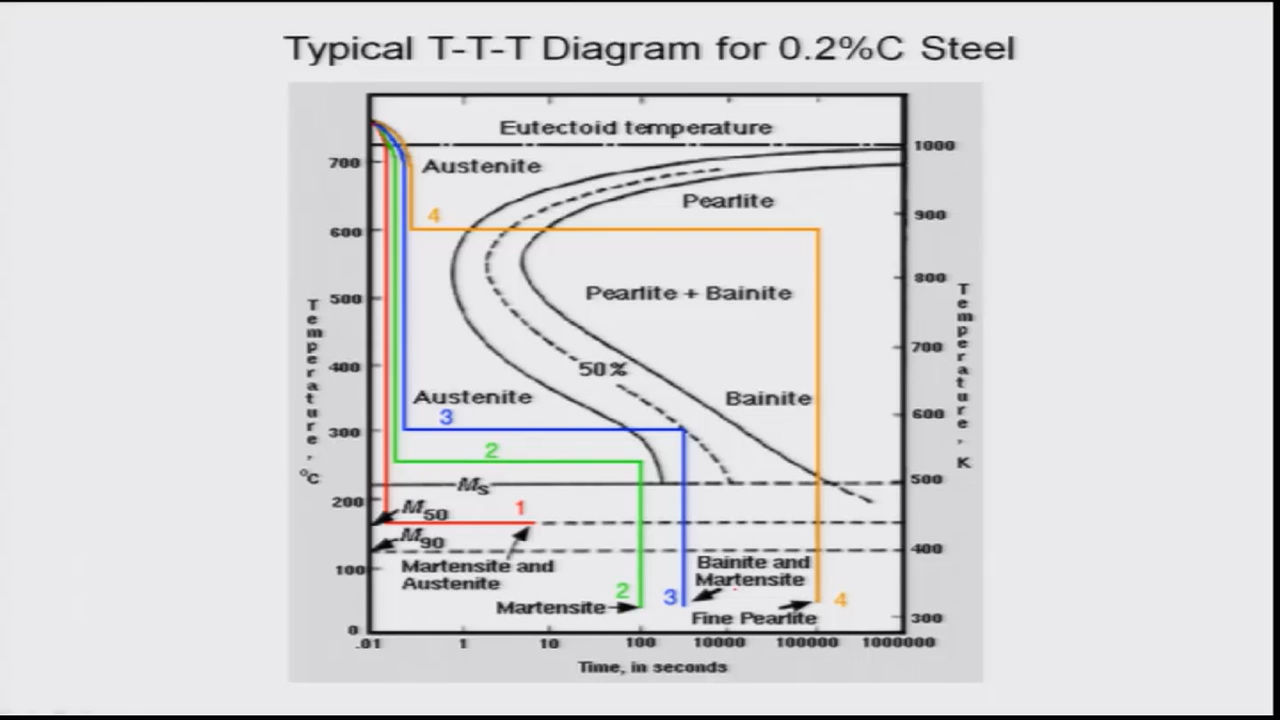 Typical T-T-T Diagram for 0.2%C Steel
Eutectoid temperature
Austenite
Pearlite
4
Pearlite + Bainite
50%
Austenite
Bainite
3
2
Ms
M50
1
M90
Martensite and
Austenite
Bainite and
Martensite
2
3
4
Martensite
Fine Pearlite
700
600
500
400
300
200
100
0
Temperature, °C
1000
900
800
700
600
500
400
300
Temperature, K
.01 1 10 100 10000 100000 1000000
Time, in seconds